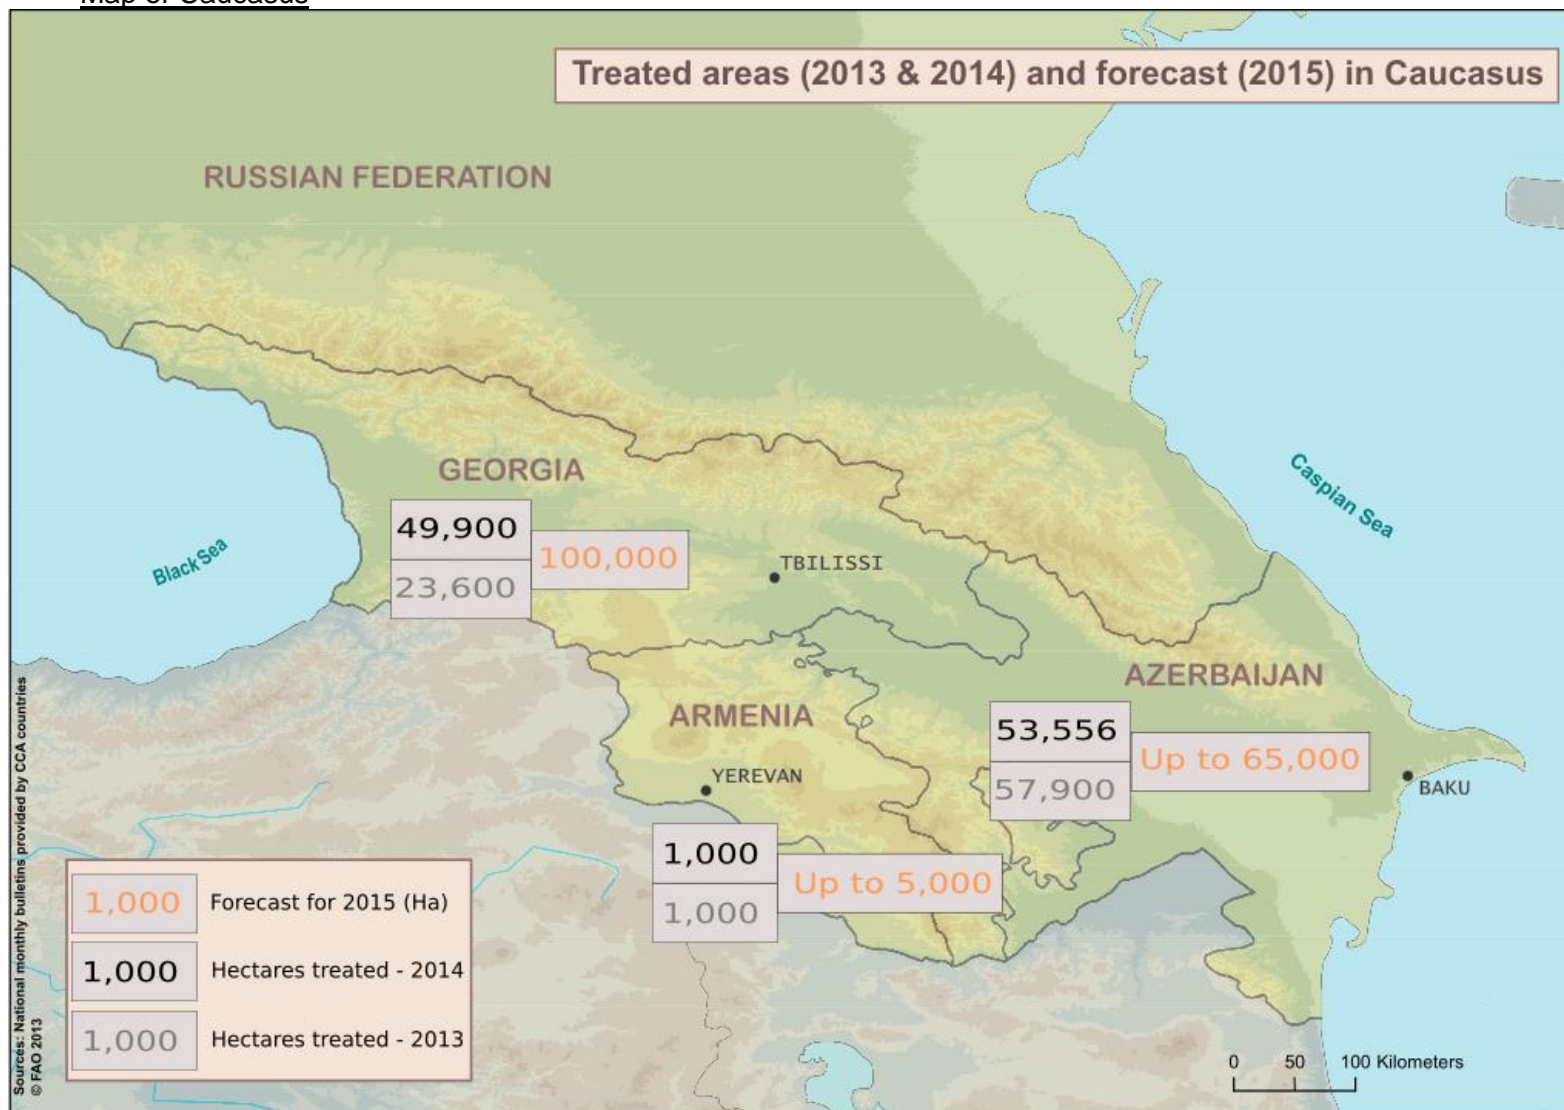 Map of Caucasus
Treated areas (2013 & 2014) and forecast (2015) in Caucasus
RUSSIAN FEDERATION
GEORGIA
49,900
23,600
100,000
TBILISSI
Black Sea
Caspian Sea
AZERBAIJAN
53,556
57,900
Up to 65,000
BAKU
ARMENIA
YEREVAN
1,000
1,000
Up to 5,000
1,000 Forecast for 2015 (Ha)
1,000 Hectares treated - 2014
1,000 Hectares treated - 2013
0 50 100 Kilometers
Sources: National monthly bulletins provided by CCA countries
© FAO 2013